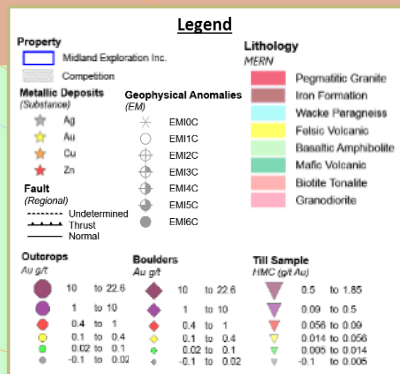 Legend
Property
Midland Exploration Inc.
Competition
Metallic Deposits
(Substance)
Ag
Au
Cu
Zn
Fault
(Regional)
Undetermined
Thrust
Normal
Geophysical Anomalies
(EM)
EMI0C
EMI1C
EMI2C
EMI3C
EMI4C
EMI5C
EMI6C
Lithology
MERN
Pegmatitic Granite
Iron Formation
Wacke Paragneiss
Felsic Volcanic
Basaltic Amphibolite
Mafic Volcanic
Biotite Tonalite
Granodiorite
Outcrops
Au g/t
10 to 22.6
1 to 10
0.4 to 1
0.1 to 0.4
0.02 to 0.1
-0.1 to 0.02
Boulders
Au g/t
10 to 22.6
1 to 10
0.4 to 1
0.1 to 0.4
0.02 to 0.1
-0.1 to 0.02
Till Sample
HMC (g/t Au)
0.5 to 1.85
0.09 to 0.5
0.056 to 0.09
0.014 to 0.056
0.005 to 0.014
-0.1 to 0.005